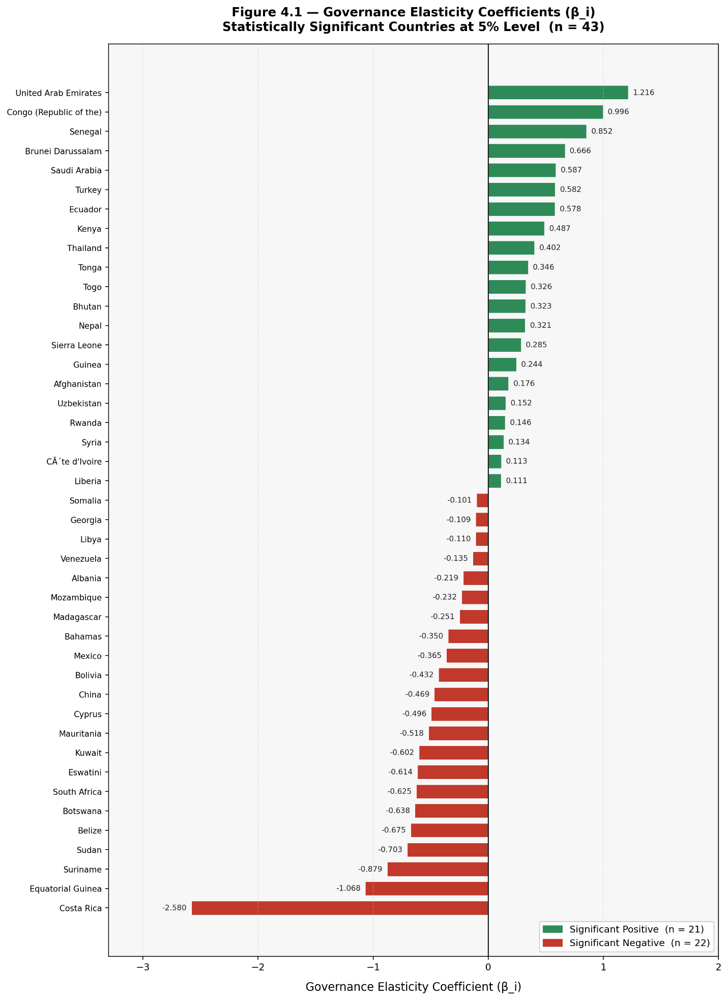 Figure 4.1 — Governance Elasticity Coefficients (β_i)
Statistically Significant Countries at 5% Level (n = 43)
United Arab Emirates 1.216
Congo (Republic of the) 0.996
Senegal 0.852
Brunei Darussalam 0.666
Saudi Arabia 0.587
Turkey 0.582
Ecuador 0.578
Kenya 0.487
Thailand 0.402
Tonga 0.346
Togo 0.326
Bhutan 0.323
Nepal 0.321
Sierra Leone 0.285
Guinea 0.244
Afghanistan 0.176
Uzbekistan 0.152
Rwanda 0.146
Syria 0.134
CÃ´te d'Ivoire 0.113
Liberia 0.111
Somalia -0.101
Georgia -0.109
Libya -0.110
Venezuela -0.135
Albania -0.219
Mozambique -0.232
Madagascar -0.251
Bahamas -0.350
Mexico -0.365
Bolivia -0.432
China -0.469
Cyprus -0.496
Mauritania -0.518
Kuwait -0.602
Eswatini -0.614
South Africa -0.625
Botswana -0.638
Belize -0.675
Sudan -0.703
Suriname -0.879
Equatorial Guinea -1.068
Costa Rica -2.580
Significant Positive (n = 21)
Significant Negative (n = 22)
−3 −2 −1 0 1 2
Governance Elasticity Coefficient (β_i)